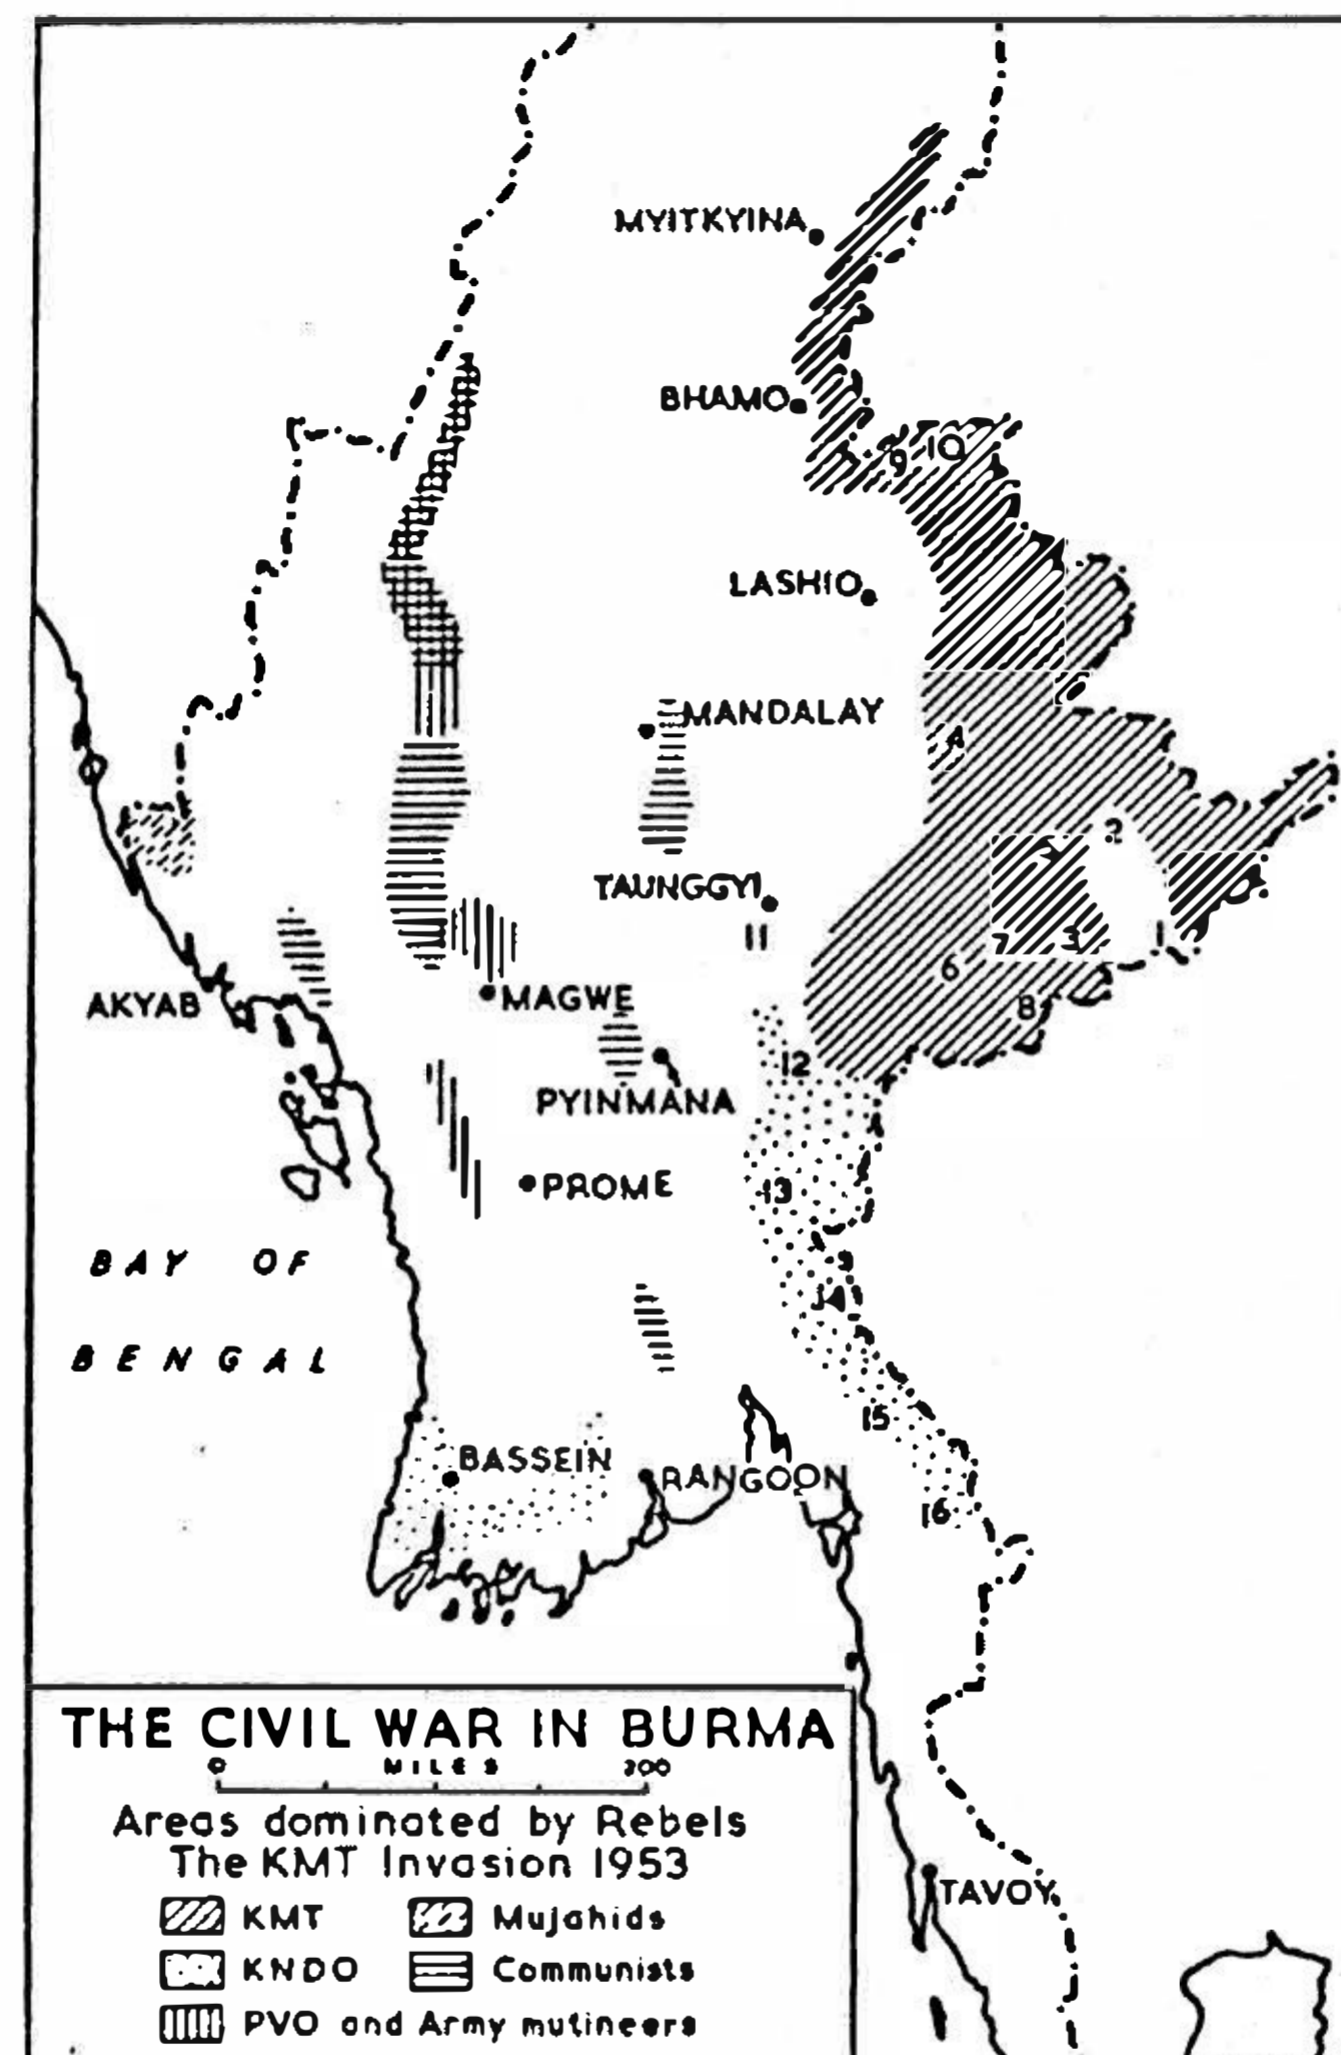 MYITKYINA
BHAMO
9
10
LASHIO
MANDALAY
4
2
TAUNGGYI
11
7
3
1
6
8
AKYAB
MAGWE
12
PYINMANA
13
PROME
BAY OF
BENGAL
15
BASSEIN
RANGOON
16
THE CIVIL WAR IN BURMA
0 MILES 200
Areas dominated by Rebels
The KMT Invasion 1953
KMT
Mujahids
KNDO
Communists
PVO and Army mutineers
TAVOY